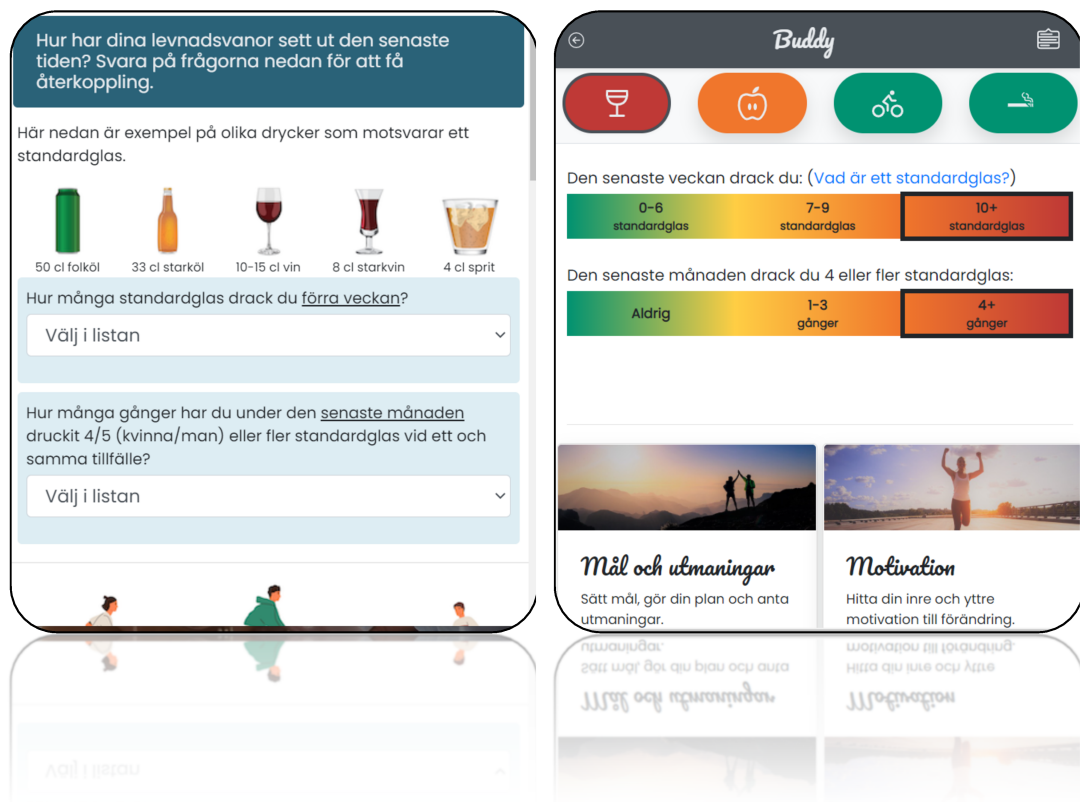 Hur har dina levnadsvanor sett ut den senaste
tiden? Svara på frågorna nedan för att få
återkoppling.
Här nedan är exempel på olika drycker som motsvarar ett
standardglas.
50 cl folköl
33 cl starköl
10-15 cl vin
8 cl starkvin
4 cl sprit
Hur många standardglas drack du förra veckan?
Välj i listan
Hur många gånger har du under den senaste månaden
druckit 4/5 (kvinna/man) eller fler standardglas vid ett och
samma tillfälle?
Välj i listan
Buddy
Den senaste veckan drack du: (Vad är ett standardglas?)
0-6
standardglas
7-9
standardglas
10+
standardglas
Den senaste månaden drack du 4 eller fler standardglas:
Aldrig
1-3
gånger
4+
gånger
Mål och utmaningar
Sätt mål, gör din plan och anta
utmaningar.
Motivation
Hitta din inre och yttre
motivation till förändring.